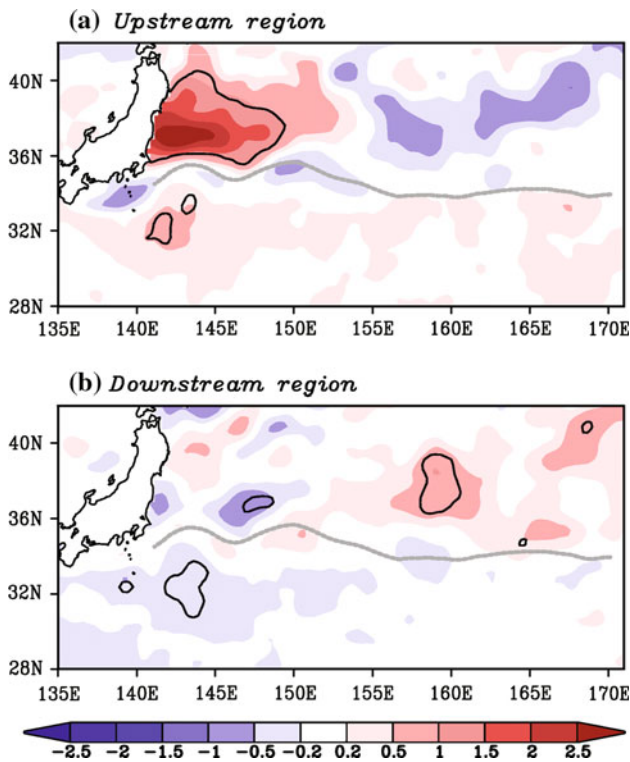 (a) Upstream region
40N
36N
32N
28N
135E 140E 145E 150E 155E 160E 165E 170E
(b) Downstream region
40N
36N
32N
28N
135E 140E 145E 150E 155E 160E 165E 170E
-2.5 -2 -1.5 -1 -0.5 -0.2 0.2 0.5 1 1.5 2 2.5